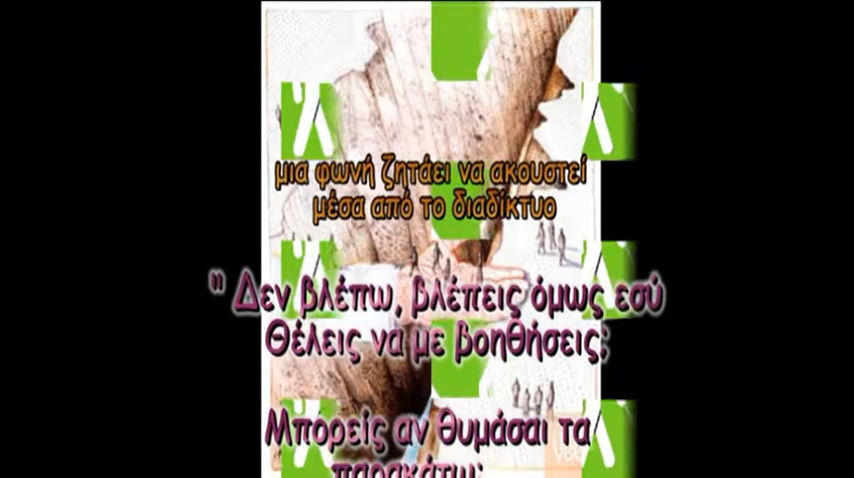 μια φωνή ζητάει να ακουστεί
μέσα από το διαδίκτυο
" Δεν βλέπω, βλέπεις όμως εσύ
Θέλεις να με βοηθήσεις;
Μπορείς αν θυμάσαι τα
παρακάτω: